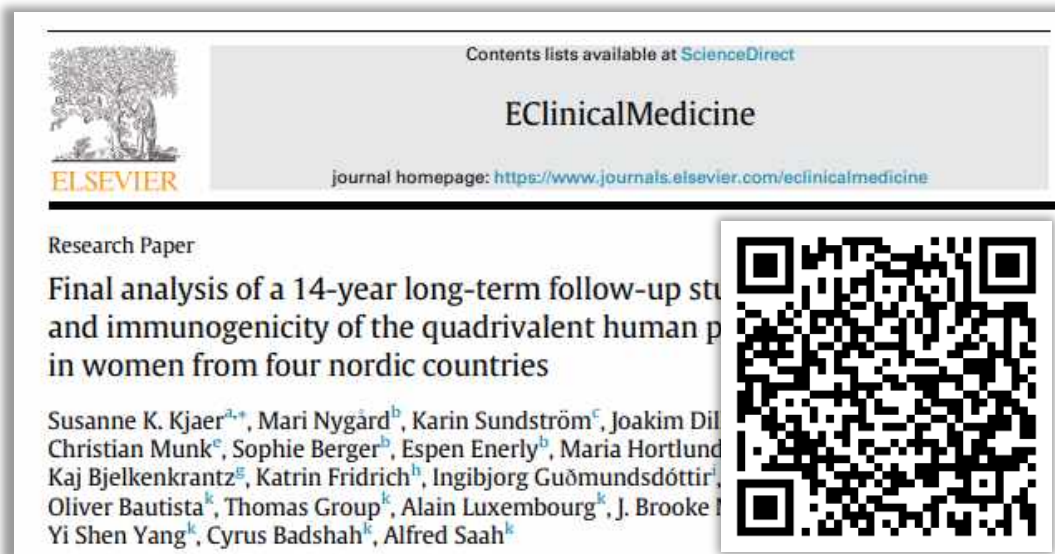 Contents lists available at ScienceDirect
EClinicalMedicine
journal homepage: https://www.journals.elsevier.com/eclinicalmedicine
ELSEVIER
Research Paper
Final analysis of a 14-year long-term follow-up stu
and immunogenicity of the quadrivalent human p
in women from four nordic countries
Susanne K. Kjaer a,*, Mari Nygård b, Karin Sundström c, Joakim Dil
Christian Munk e, Sophie Berger b, Espen Enerly b, Maria Hortlund
Kaj Bjelkenkrantz g, Katrin Fridrich h, Ingibjorg Guðmundsdóttir i,
Oliver Bautista k, Thomas Group k, Alain Luxembourg k, J. Brooke
Yi Shen Yang k, Cyrus Badshah k, Alfred Saah k